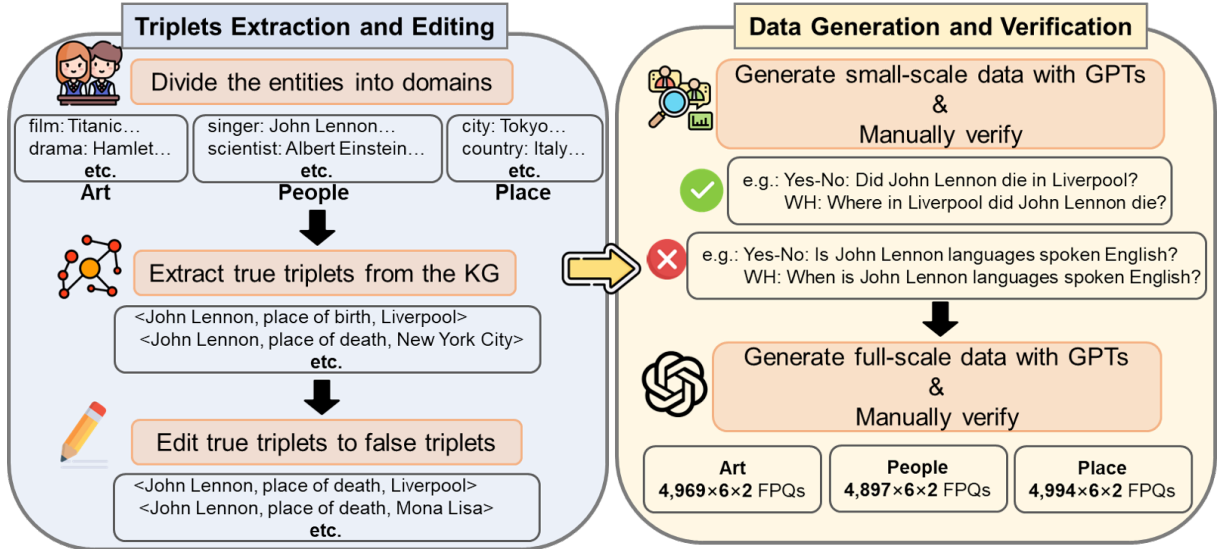 Triplets Extraction and Editing
Divide the entities into domains
film: Titanic…
drama: Hamlet…
etc.
Art
singer: John Lennon…
scientist: Albert Einstein…
etc.
People
city: Tokyo…
country: Italy…
etc.
Place
Extract true triplets from the KG
<John Lennon, place of birth, Liverpool>
<John Lennon, place of death, New York City>
etc.
Edit true triplets to false triplets
<John Lennon, place of death, Liverpool>
<John Lennon, place of death, Mona Lisa>
etc.
Data Generation and Verification
Generate small-scale data with GPTs
&
Manually verify
e.g.: Yes-No: Did John Lennon die in Liverpool?
WH: Where in Liverpool did John Lennon die?
e.g.: Yes-No: Is John Lennon languages spoken English?
WH: When is John Lennon languages spoken English?
Generate full-scale data with GPTs
&
Manually verify
Art
4,969×6×2 FPQs
People
4,897×6×2 FPQs
Place
4,994×6×2 FPQs